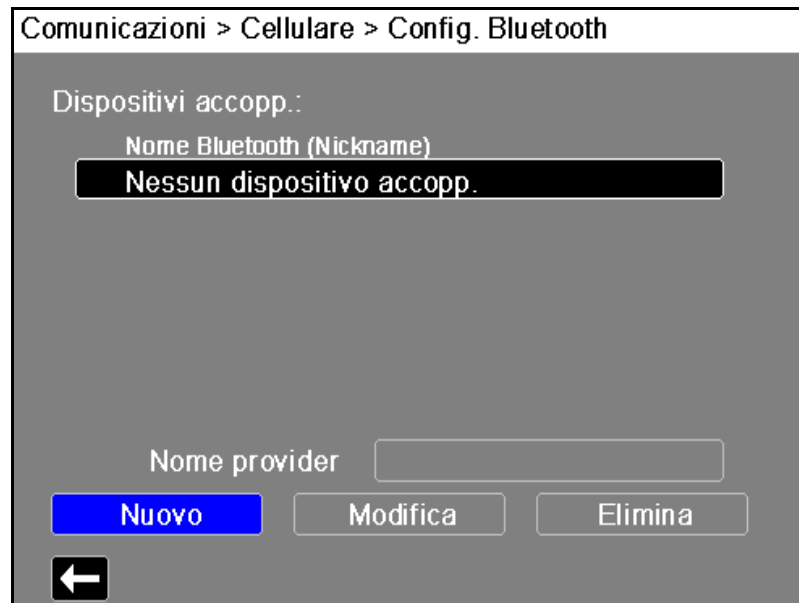 Comunicazioni > Cellulare > Config. Bluetooth
Dispositivi accopp.:
Nome Bluetooth (Nickname)
Nessun dispositivo accopp.
Nome provider
Nuovo Modifica Elimina